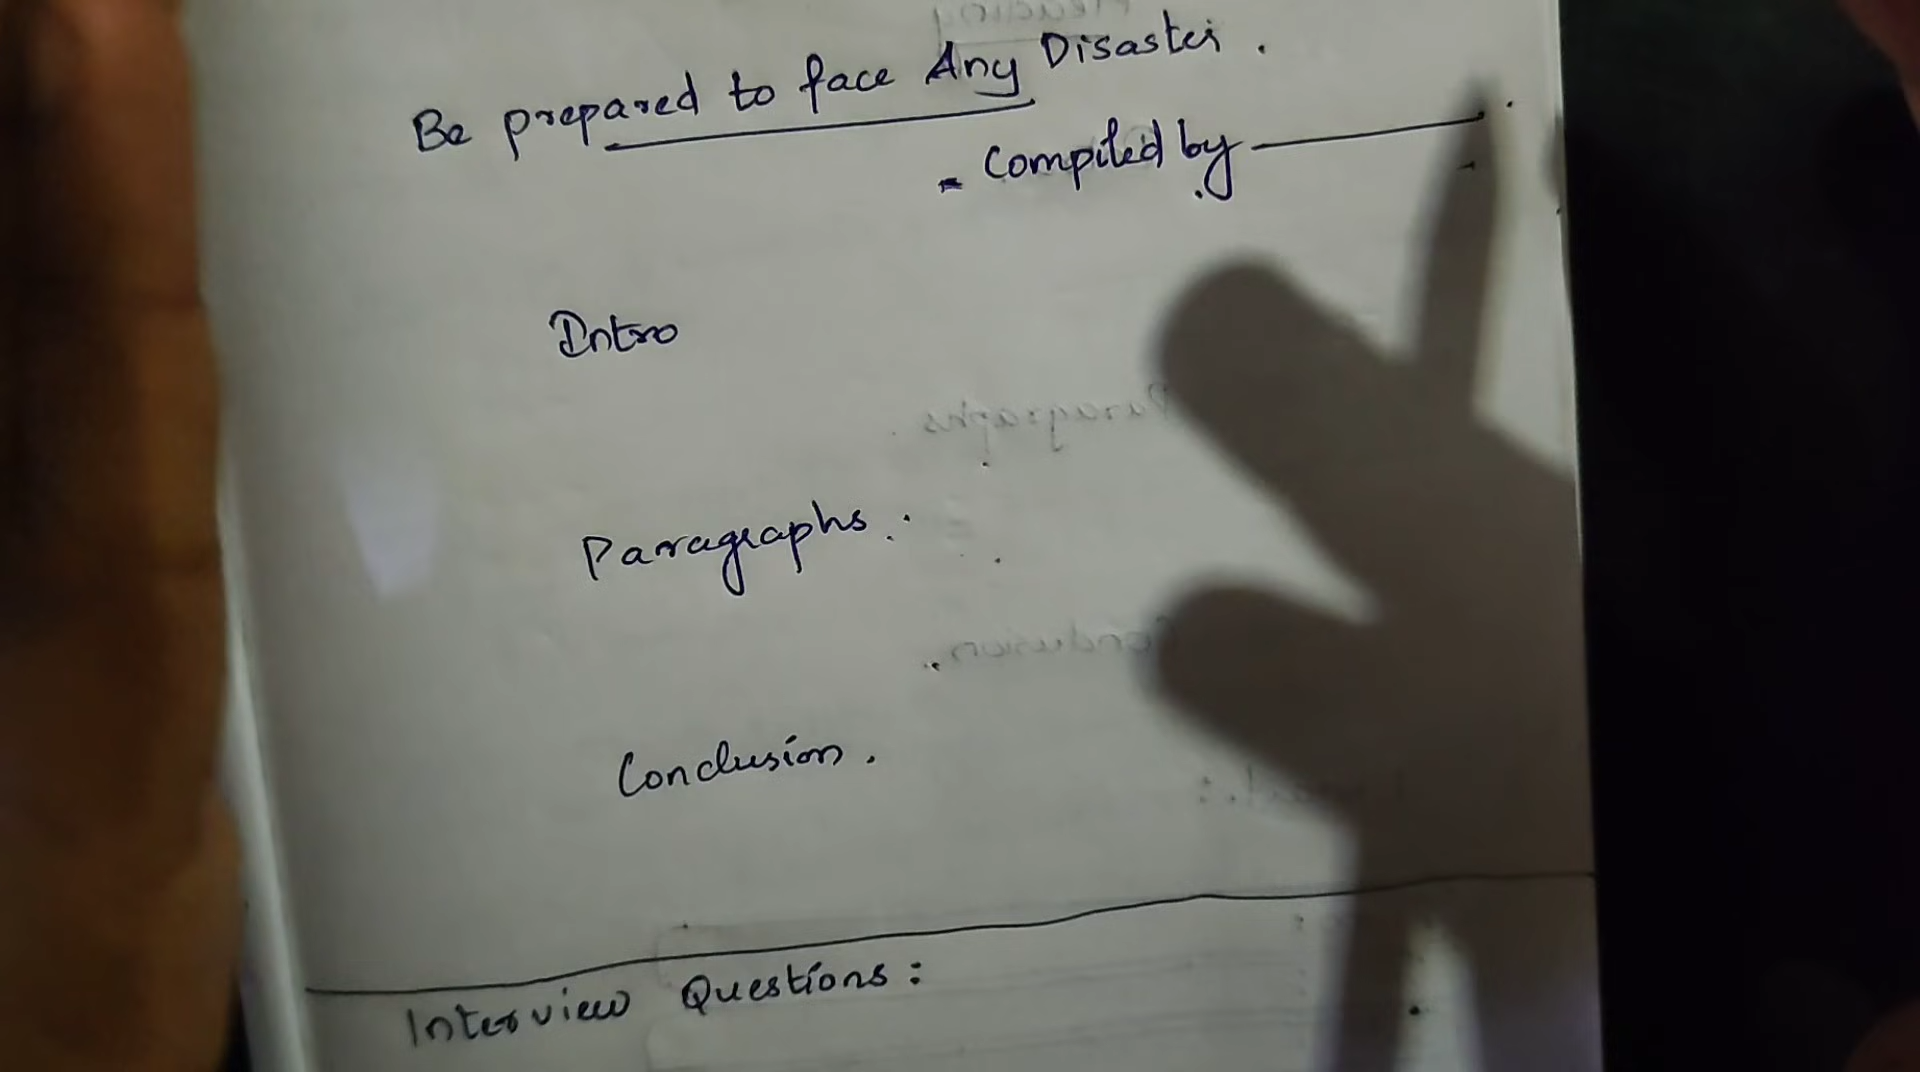 Be prepared to face Any Disaster.
- Compiled by ———.
Intro
Paragraphs.
Conclusion.
Interview Questions: